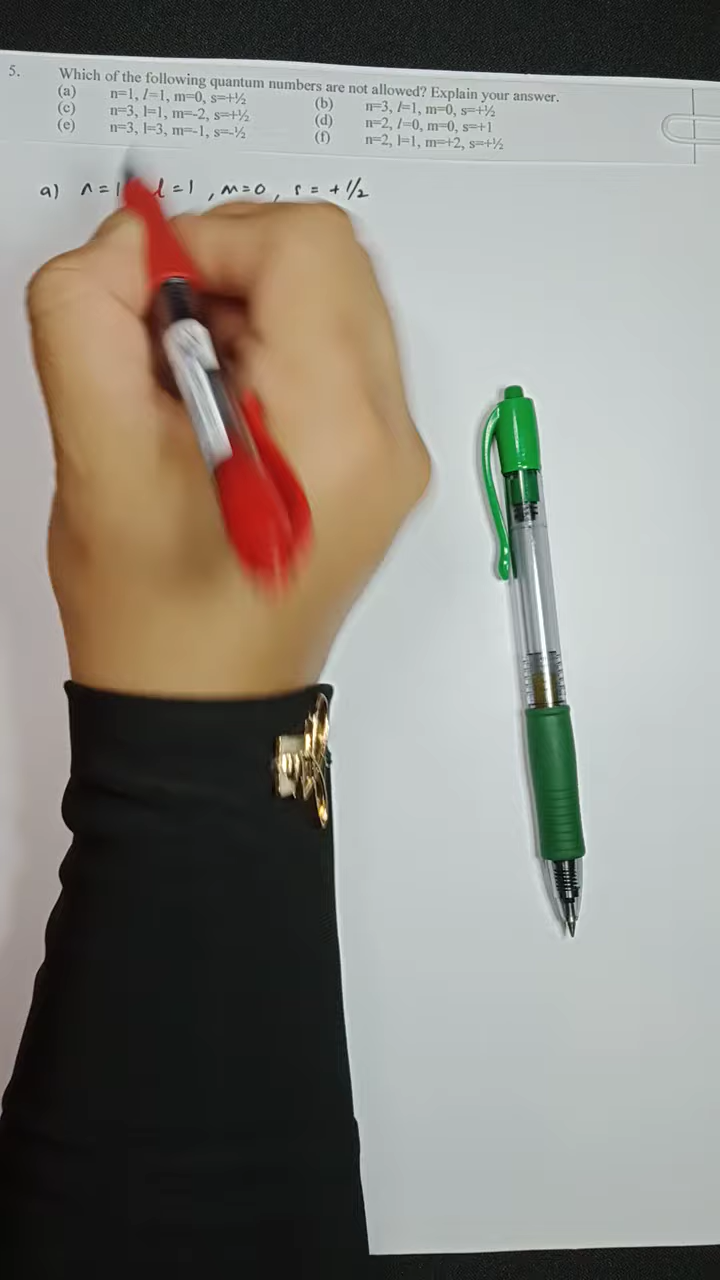 5. Which of the following quantum numbers are not allowed? Explain your answer.
(a) n=1, l=1, m=0, s=+½ (b) n=3, l=1, m=0, s=+½
(c) n=3, l=1, m=-2, s=+½ (d) n=2, l=0, m=0, s=+1
(e) n=3, l=3, m=-1, s=-½ (f) n=2, l=1, m=+2, s=+½
a) n=1 l=1 , m=0, s = +1/2